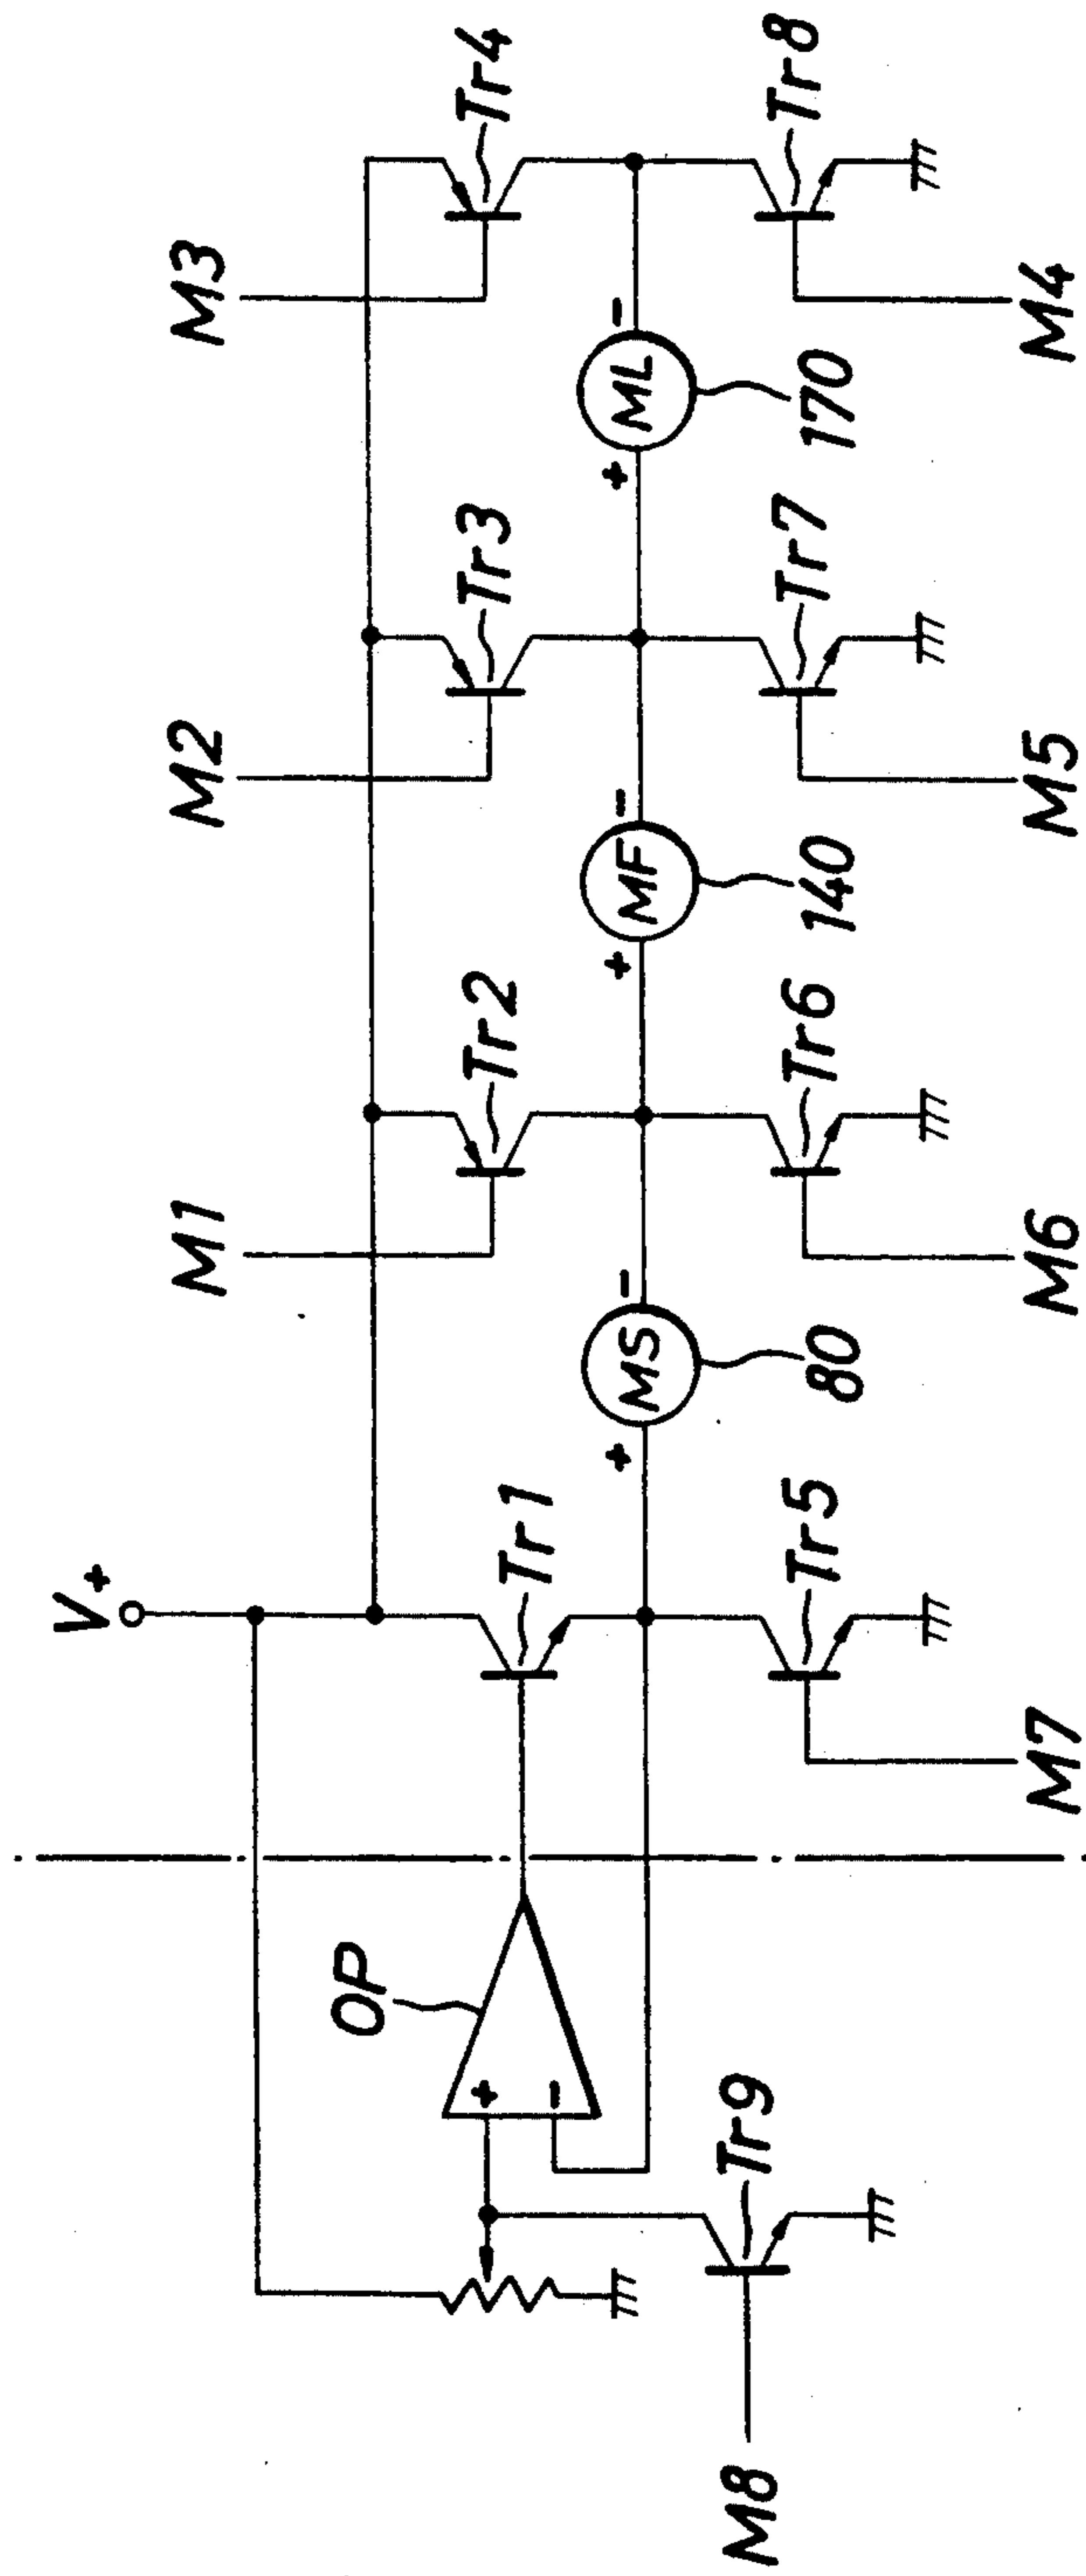 V+
M1
M2
M3
OP
Tr1
Tr2
Tr3
Tr4
+
-
+
MS
-
+
MF
-
+
ML
-
80
140
170
Tr9
Tr5
Tr6
Tr7
Tr8
M8
M7
M6
M5
M4